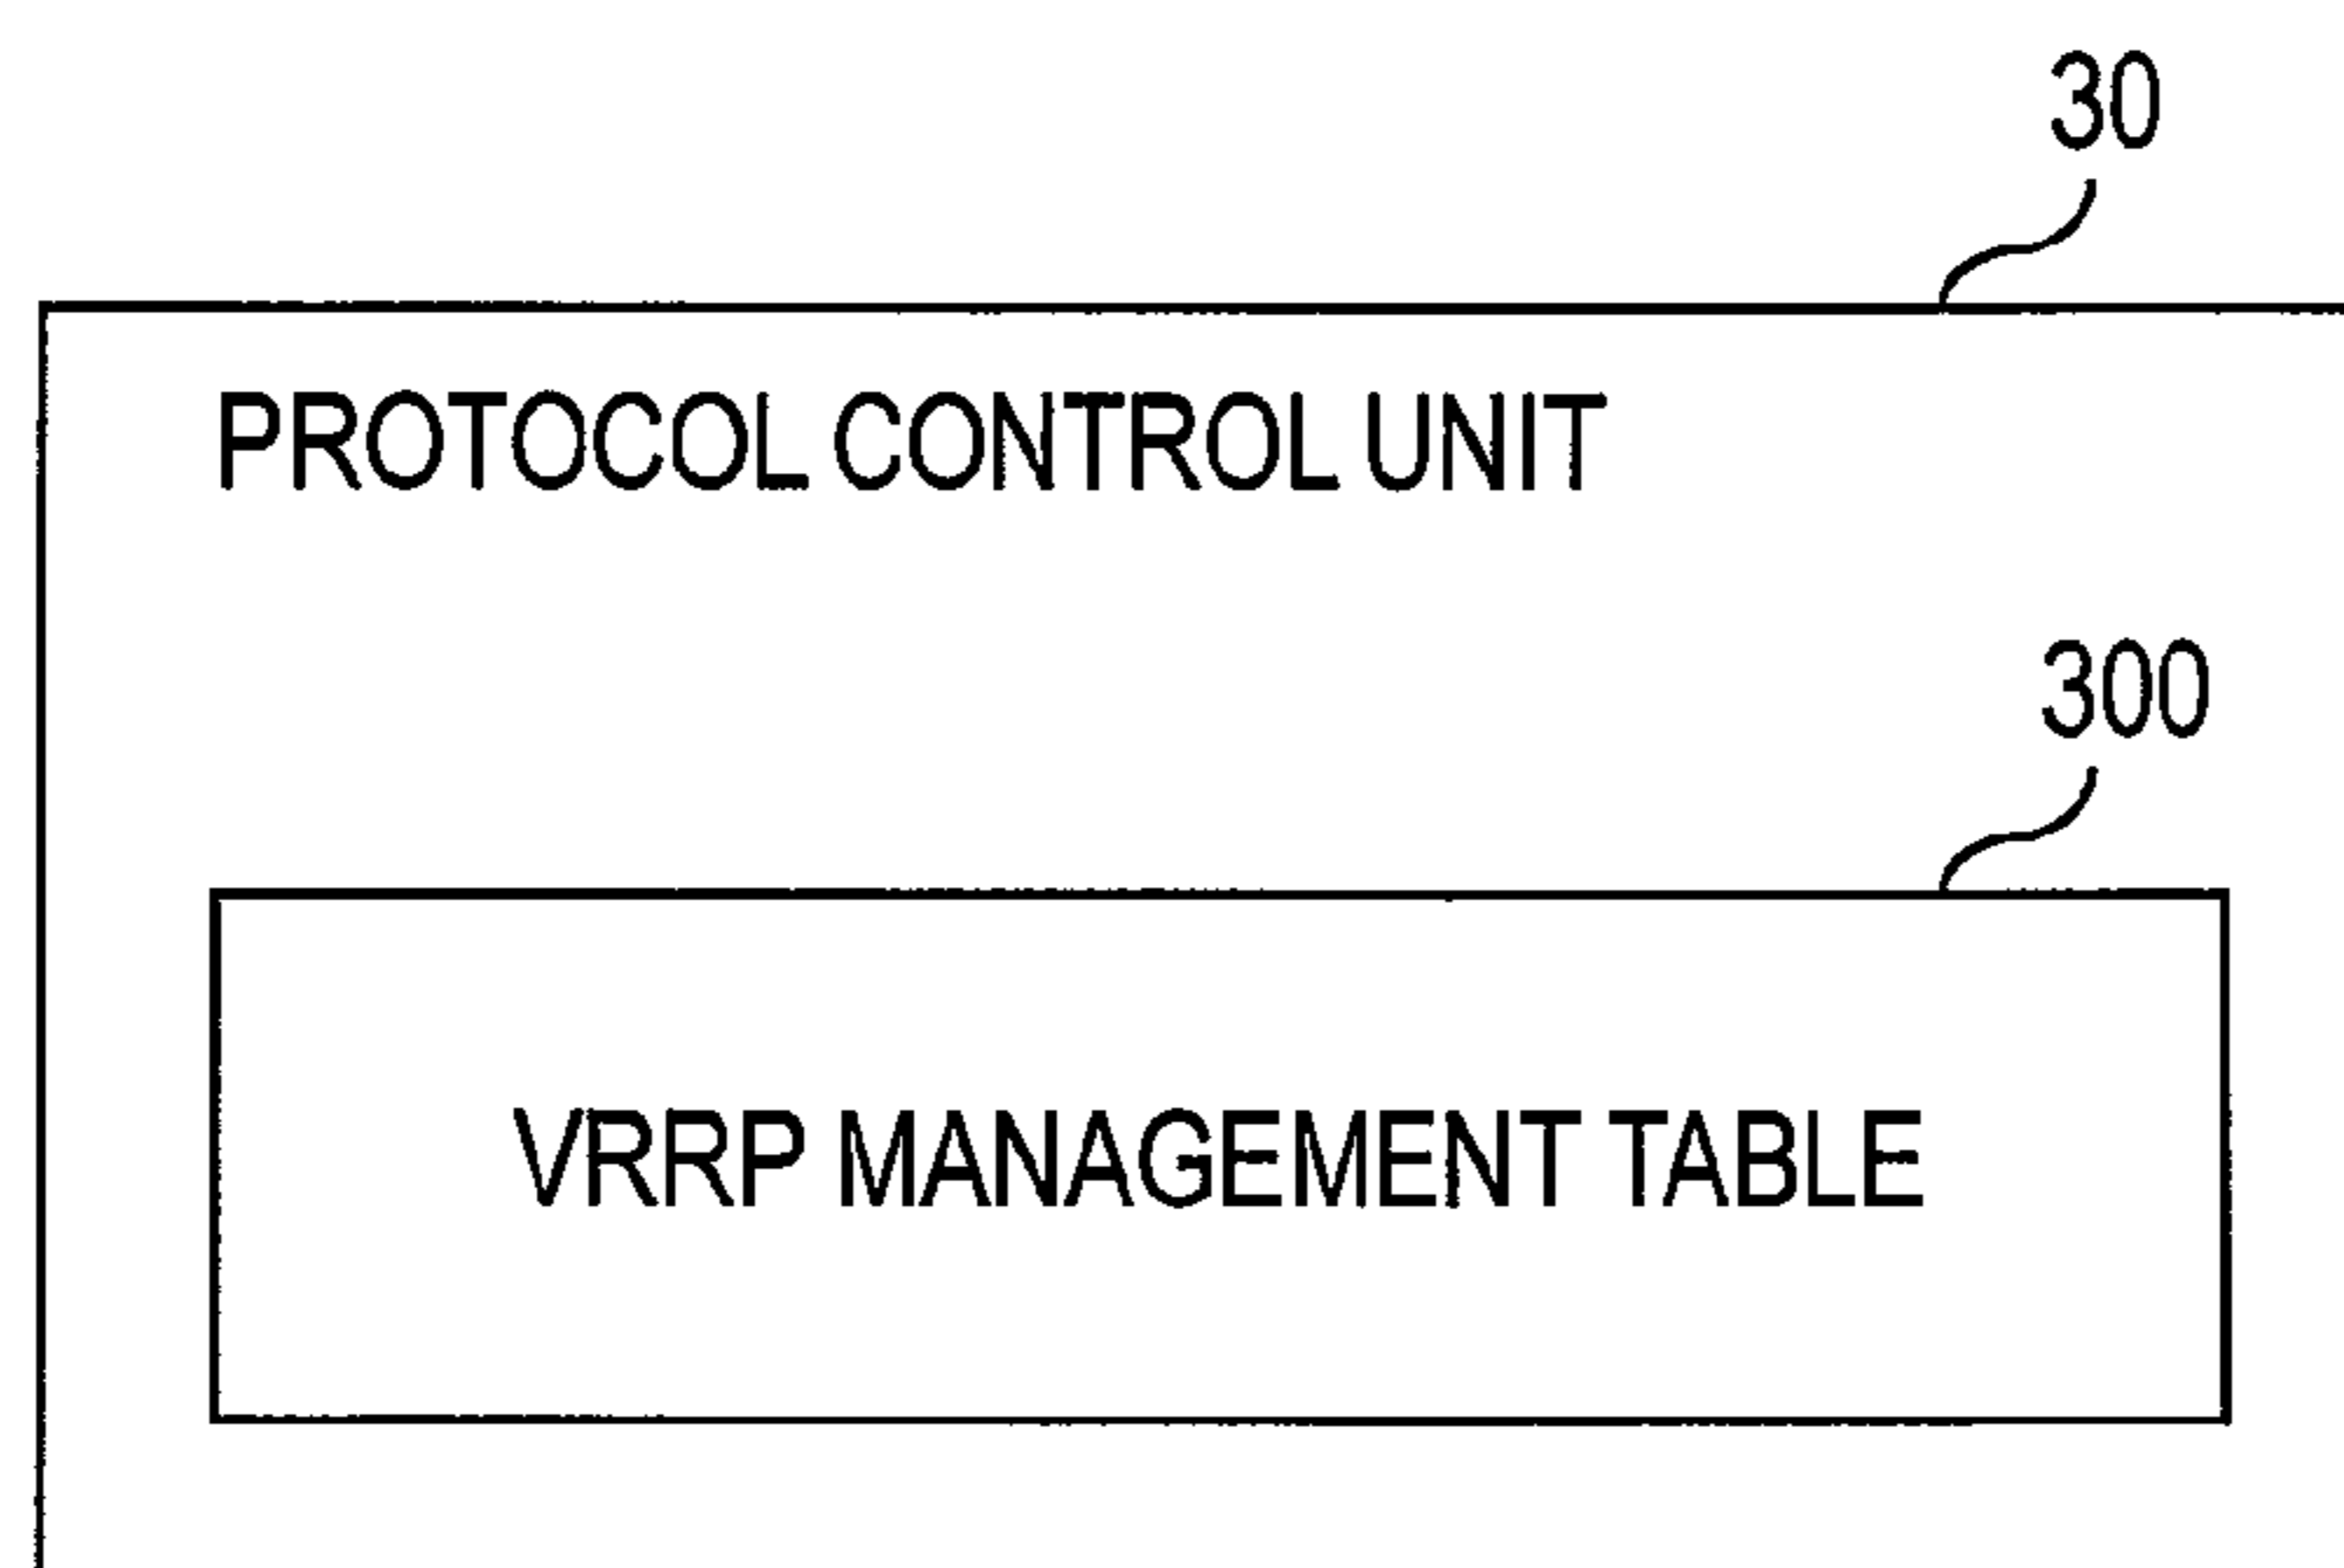 30
PROTOCOL CONTROL UNIT
300
VRRP MANAGEMENT TABLE